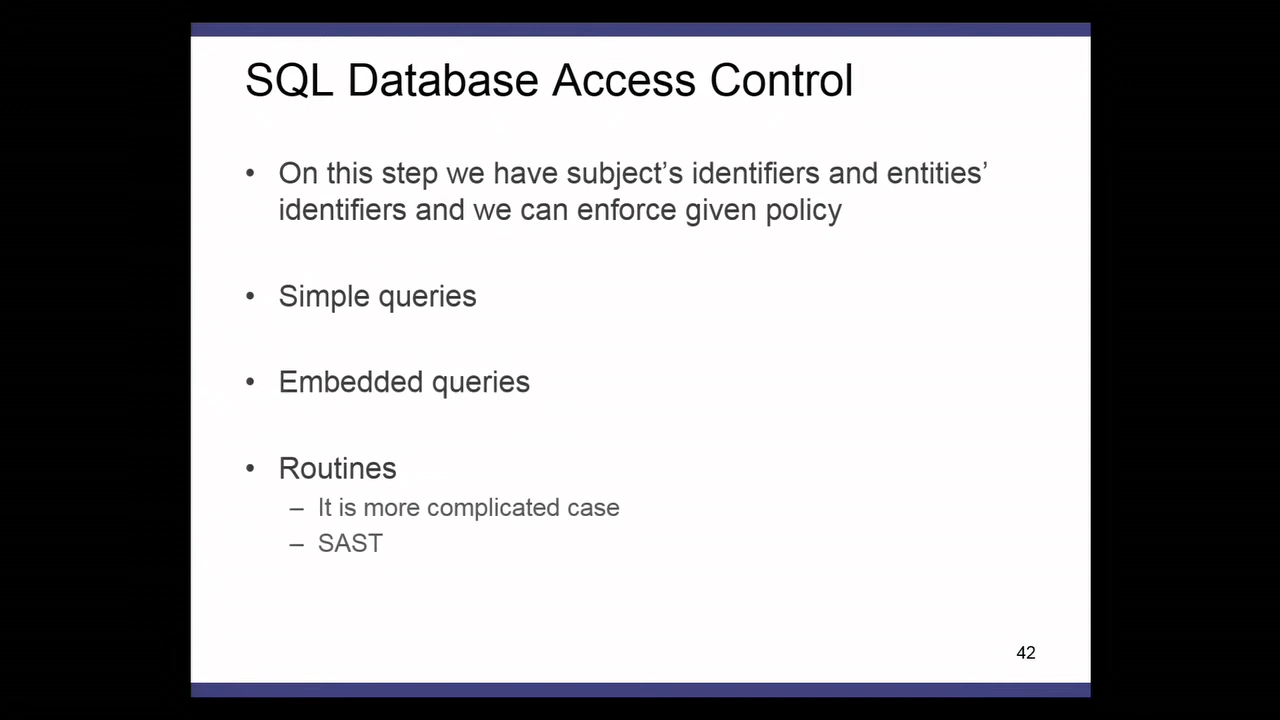 SQL Database Access Control
• On this step we have subject’s identifiers and entities’
identifiers and we can enforce given policy
• Simple queries
• Embedded queries
• Routines
– It is more complicated case
– SAST
42